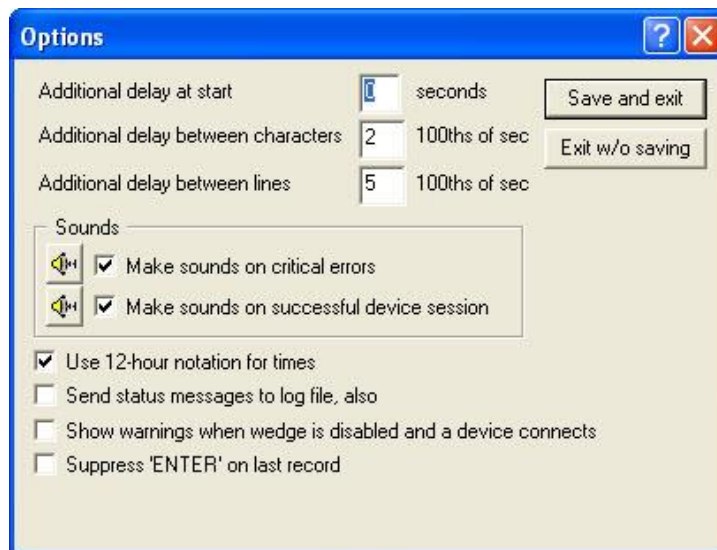 Options
Additional delay at start 0 seconds
Save and exit
Additional delay between characters 2 100ths of sec
Exit w/o saving
Additional delay between lines 5 100ths of sec
Sounds
Make sounds on critical errors
Make sounds on successful device session
Use 12-hour notation for times
Send status messages to log file, also
Show warnings when wedge is disabled and a device connects
Suppress 'ENTER' on last record